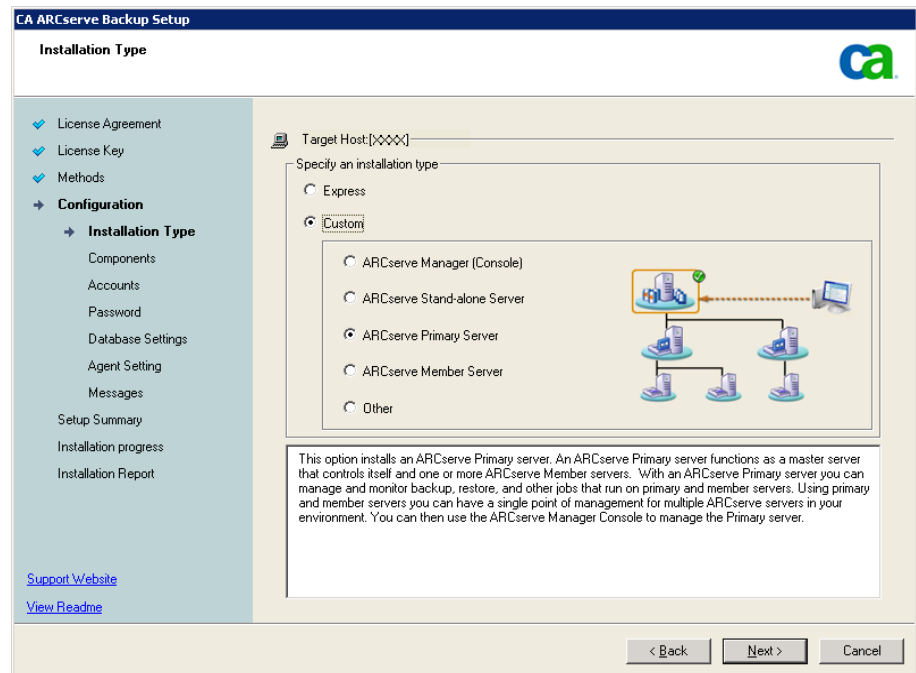 CA ARCserve Backup Setup
Installation Type
ca
License Agreement
License Key
Methods
Configuration
Installation Type
Components
Accounts
Password
Database Settings
Agent Setting
Messages
Setup Summary
Installation progress
Installation Report
Support Website
View Readme
Target Host:[XXXX]
Specify an installation type
Express
Custom
ARCserve Manager (Console)
ARCserve Stand-alone Server
ARCserve Primary Server
ARCserve Member Server
Other
This option installs an ARCserve Primary server. An ARCserve Primary server functions as a master server
that controls itself and one or more ARCserve Member servers. With an ARCserve Primary server you can
manage and monitor backup, restore, and other jobs that run on primary and member servers. Using primary
and member servers you can have a single point of management for multiple ARCserve servers in your
environment. You can then use the ARCserve Manager Console to manage the Primary server.
< Back
Next >
Cancel